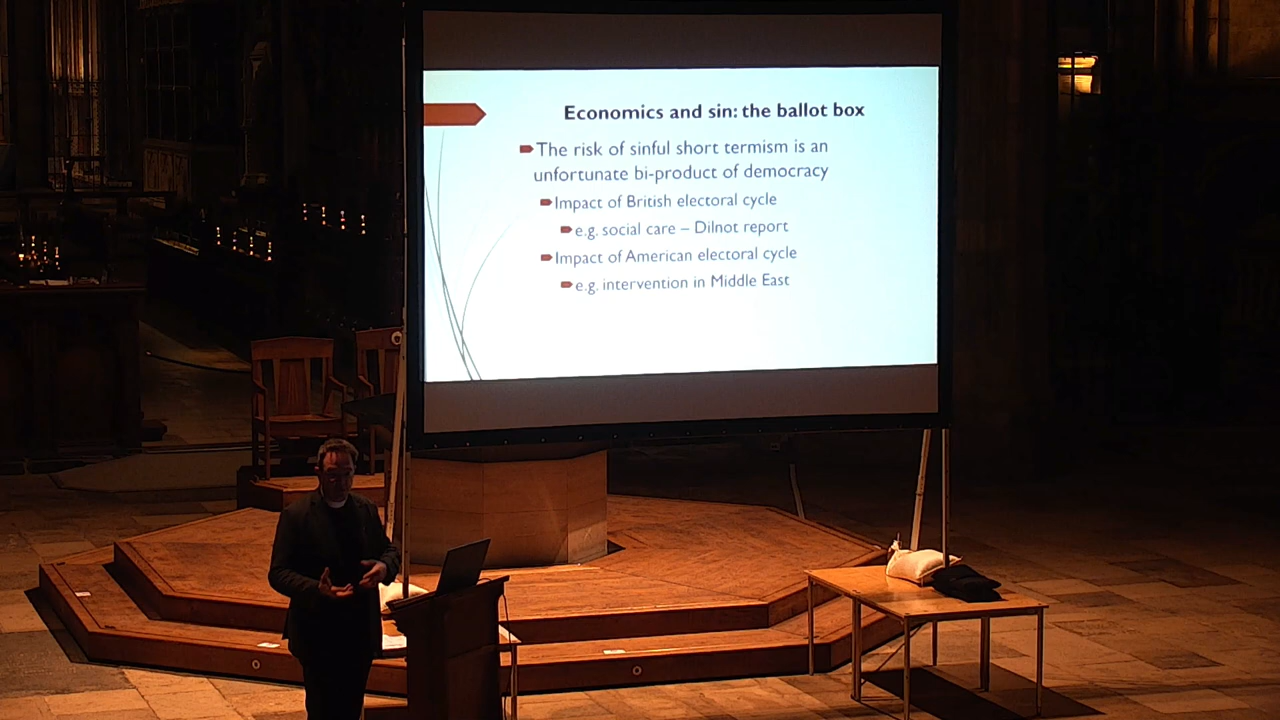 Economics and sin: the ballot box
The risk of sinful short termism is an
unfortunate bi-product of democracy
Impact of British electoral cycle
e.g. social care – Dilnot report
Impact of American electoral cycle
e.g. intervention in Middle East